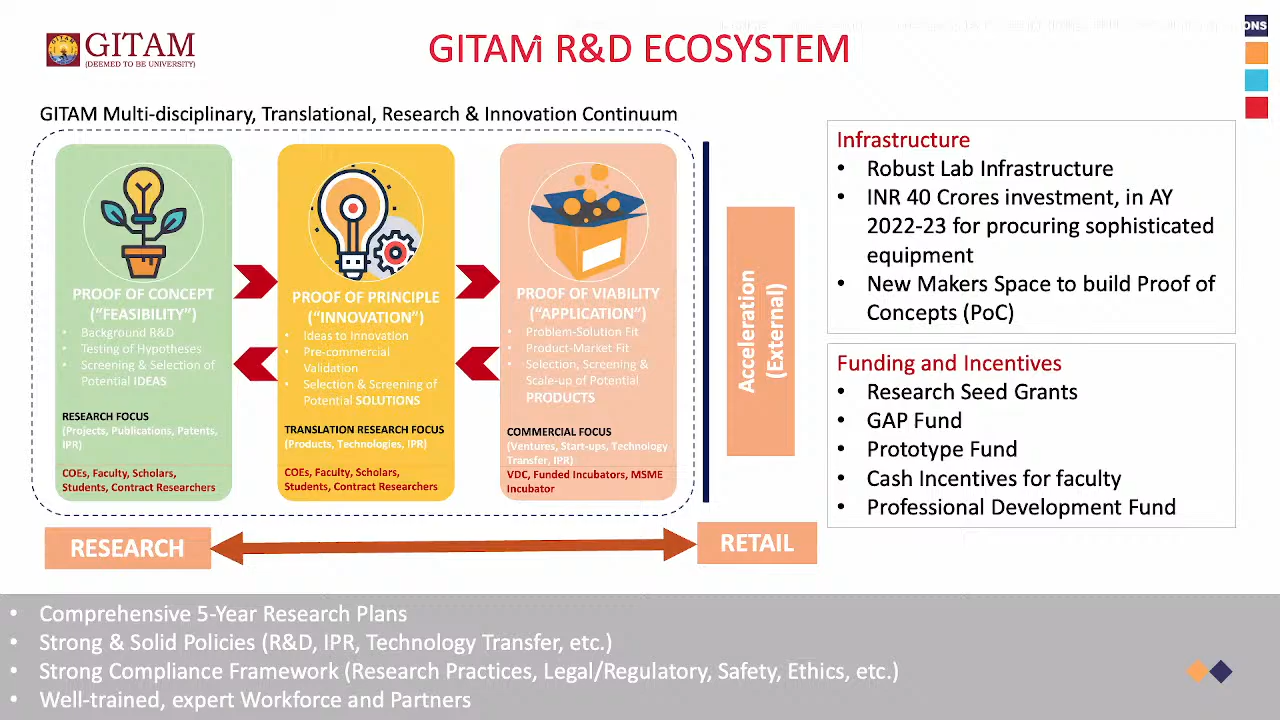 ONS
GITAM
(DEEMED TO BE UNIVERSITY)
GITAM R&D ECOSYSTEM
GITAM Multi-disciplinary, Translational, Research & Innovation Continuum
PROOF OF CONCEPT
(“FEASIBILITY”)
• Background R&D
• Testing of Hypotheses
• Screening & Selection of
Potential IDEAS
RESEARCH FOCUS
(Projects, Publications, Patents,
IPR)
COEs, Faculty, Scholars,
Students, Contract Researchers
PROOF OF PRINCIPLE
(“INNOVATION”)
• Ideas to Innovation
• Pre-commercial
Validation
• Selection & Screening of
Potential SOLUTIONS
TRANSLATION RESEARCH FOCUS
(Products, Technologies, IPR)
COEs, Faculty, Scholars,
Students, Contract Researchers
PROOF OF VIABILITY
(“APPLICATION”)
• Problem-Solution Fit
• Product-Market Fit
• Selection, Screening &
Scale-up of Potential
PRODUCTS
COMMERCIAL FOCUS
(Ventures, Start-ups, Technology
Transfer, IPR)
VDC, Funded Incubators, MSME
Incubator
Acceleration
(External)
RESEARCH
RETAIL
Infrastructure
• Robust Lab Infrastructure
• INR 40 Crores investment, in AY
2022-23 for procuring sophisticated
equipment
• New Makers Space to build Proof of
Concepts (PoC)
Funding and Incentives
• Research Seed Grants
• GAP Fund
• Prototype Fund
• Cash Incentives for faculty
• Professional Development Fund
• Comprehensive 5-Year Research Plans
• Strong & Solid Policies (R&D, IPR, Technology Transfer, etc.)
• Strong Compliance Framework (Research Practices, Legal/Regulatory, Safety, Ethics, etc.)
• Well-trained, expert Workforce and Partners